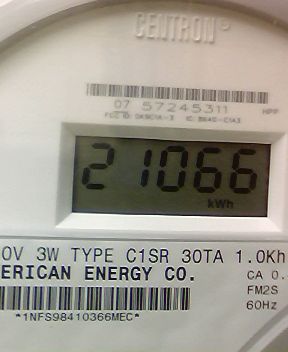 CENTRON®
07 57245311 HPP
21066
kWh
0V 3W TYPE C1SR 30TA 1.0Kh
ERICAN ENERGY CO. CA 0.
FM2S
60Hz
*1NFS98410366MEC*